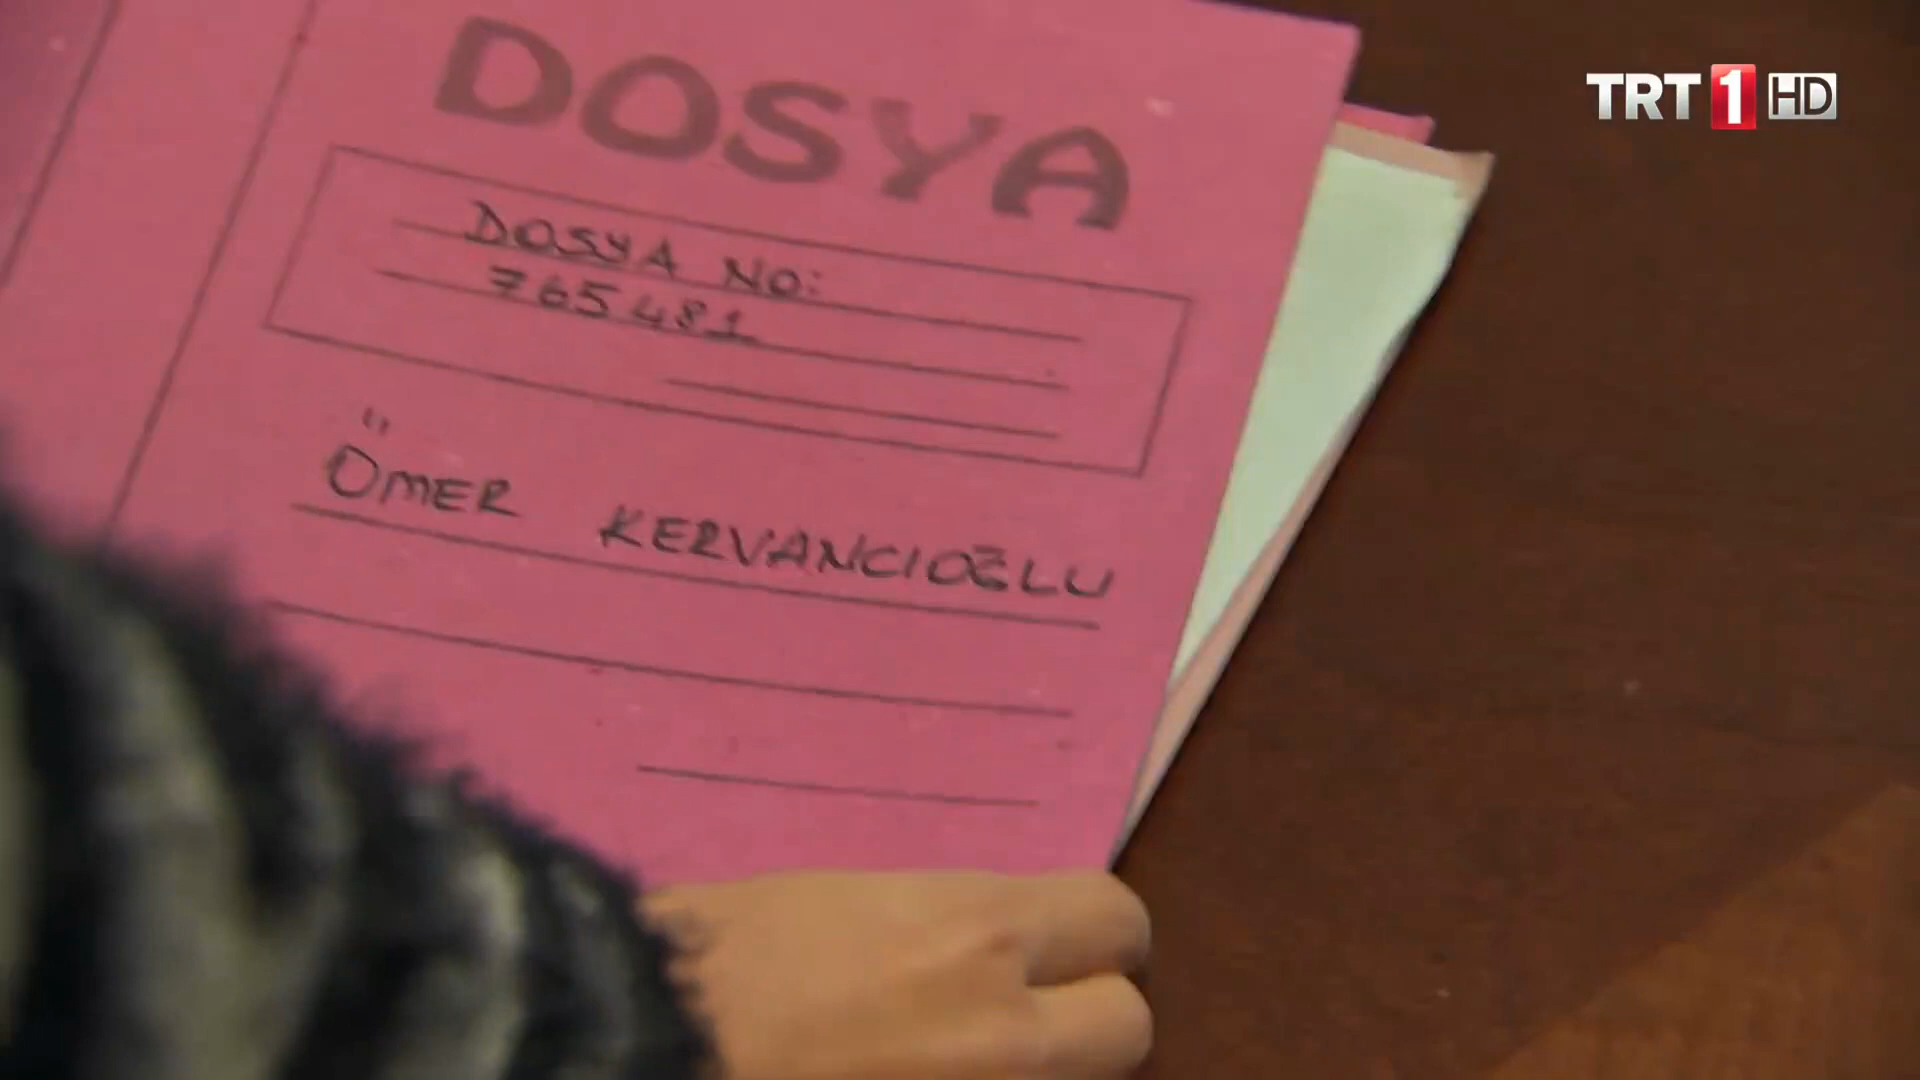 TRT 1 HD
DOSYA
DOSYA NO:
765481
ÖMER KERVANCIOĞLU